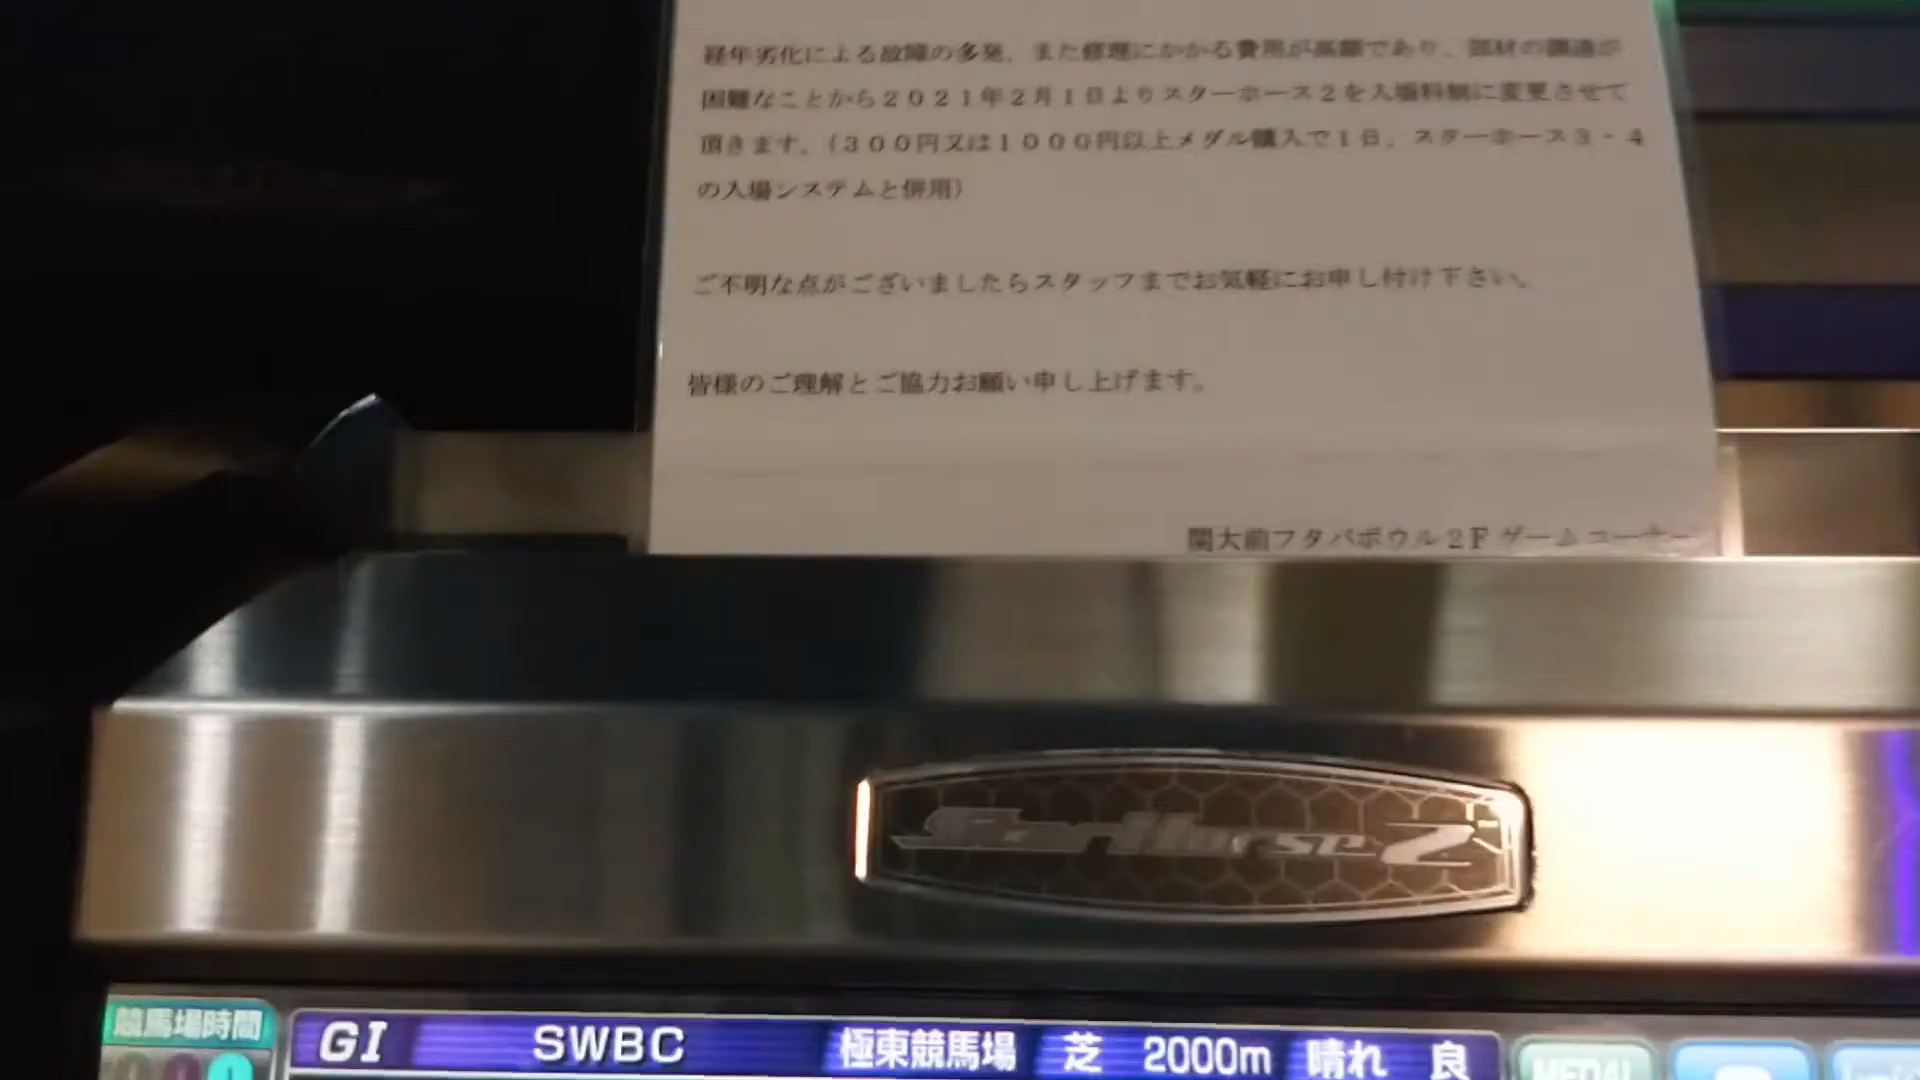 経年劣化による故障の多発、また修理にかかる費用が高額であり、部材の調達が
困難なことから2021年2月1日よりスターホース2を入場料制に変更させて
頂きます。(300円又は1000円以上メダル購入で1日、スターホース3-4
の入場システムと併用)
ご不明な点がございましたらスタッフまでお気軽にお申し付け下さい。
皆様のご理解とご協力お願い申し上げます。
関大前フタバボウル2Fゲームコーナー
StarHorse2
競馬場時間
GI SWBC 極東競馬場 芝 2000m 晴れ 良
MEDAL